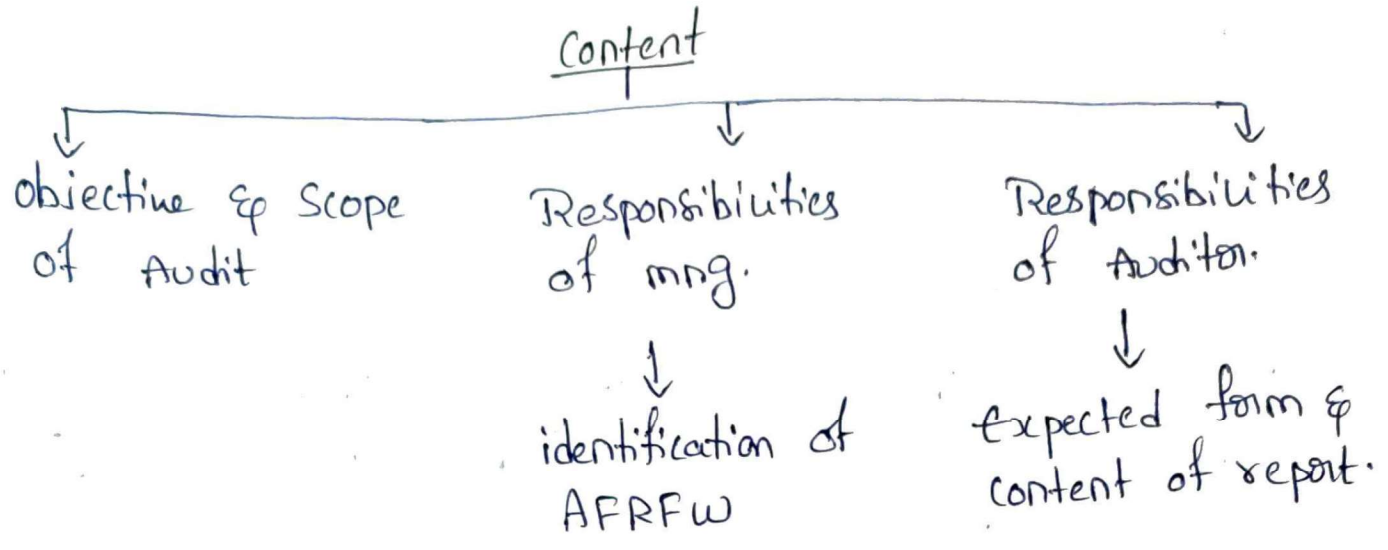 Content
Objective & Scope
of Audit
Responsibilities
of mng.
identification of
AFRFW
Responsibilities
of Auditor.
Expected form &
content of report.